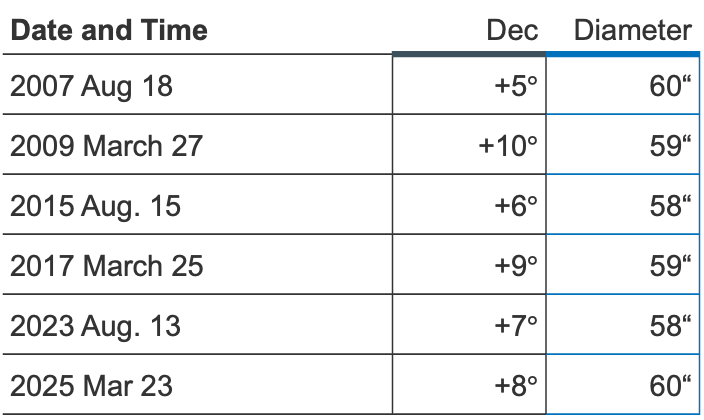 Date and Time Dec Diameter
2007 Aug 18 +5° 60“
2009 March 27 +10° 59“
2015 Aug. 15 +6° 58“
2017 March 25 +9° 59“
2023 Aug. 13 +7° 58“
2025 Mar 23 +8° 60“